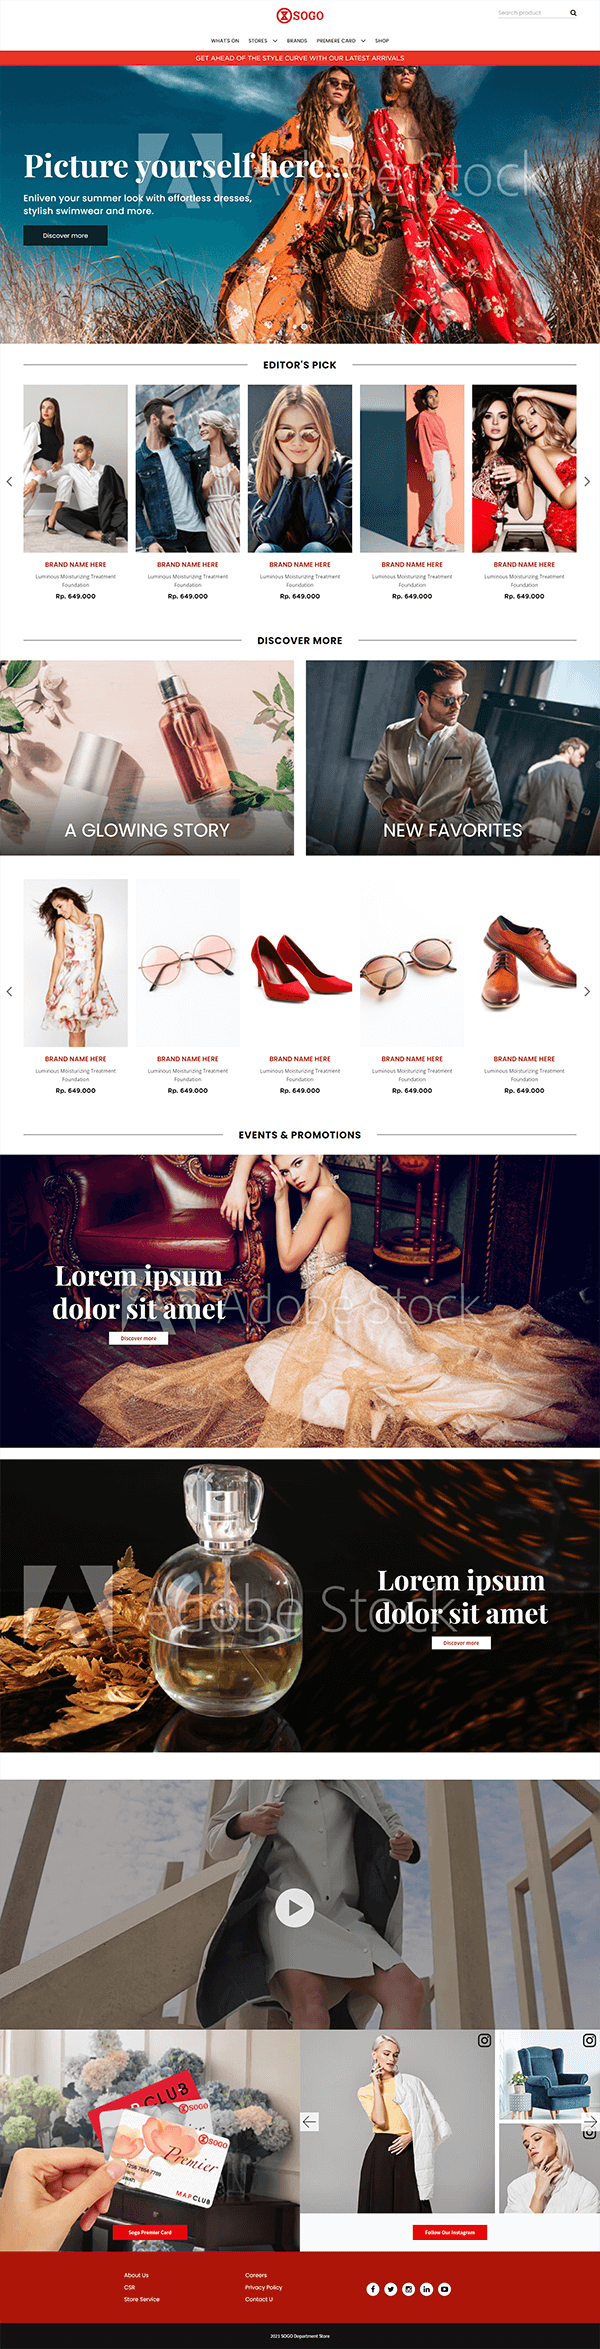 SOGO
Search product
WHAT'S ON STORES BRANDS PREMIERE CARD SHOP
GET AHEAD OF THE STYLE CURVE WITH OUR LATEST ARRIVALS
Picture yourself here...
Adobe Stock
Enliven your summer look with effortless dresses,
stylish swimwear and more.
Discover more
EDITOR'S PICK
BRAND NAME HERE BRAND NAME HERE BRAND NAME HERE BRAND NAME HERE BRAND NAME HERE
Luminous Moisturizing Treatment Luminous Moisturizing Treatment Luminous Moisturizing Treatment Luminous Moisturizing Treatment Luminous Moisturizing Treatment
Foundation Foundation Foundation Foundation Foundation
Rp. 649.000 Rp. 649.000 Rp. 649.000 Rp. 649.000 Rp. 649.000
DISCOVER MORE
A GLOWING STORY NEW FAVORITES
BRAND NAME HERE BRAND NAME HERE BRAND NAME HERE BRAND NAME HERE BRAND NAME HERE
Luminous Moisturizing Treatment Luminous Moisturizing Treatment Luminous Moisturizing Treatment Luminous Moisturizing Treatment Luminous Moisturizing Treatment
Foundation Foundation Foundation Foundation Foundation
Rp. 649.000 Rp. 649.000 Rp. 649.000 Rp. 649.000 Rp. 649.000
EVENTS & PROMOTIONS
Lorem ipsum
dolor sit amet
Adobe Stock
Discover more
Lorem ipsum
dolor sit amet
Adobe Stock
Discover more
MAP CLUB
SOGO
SOGO
Premier
MAPCLUB
Sogo Premier Card Follow Our Instagram
About Us Careers
CSR Privacy Policy
Store Service Contact U
2021 SOGO Department Store